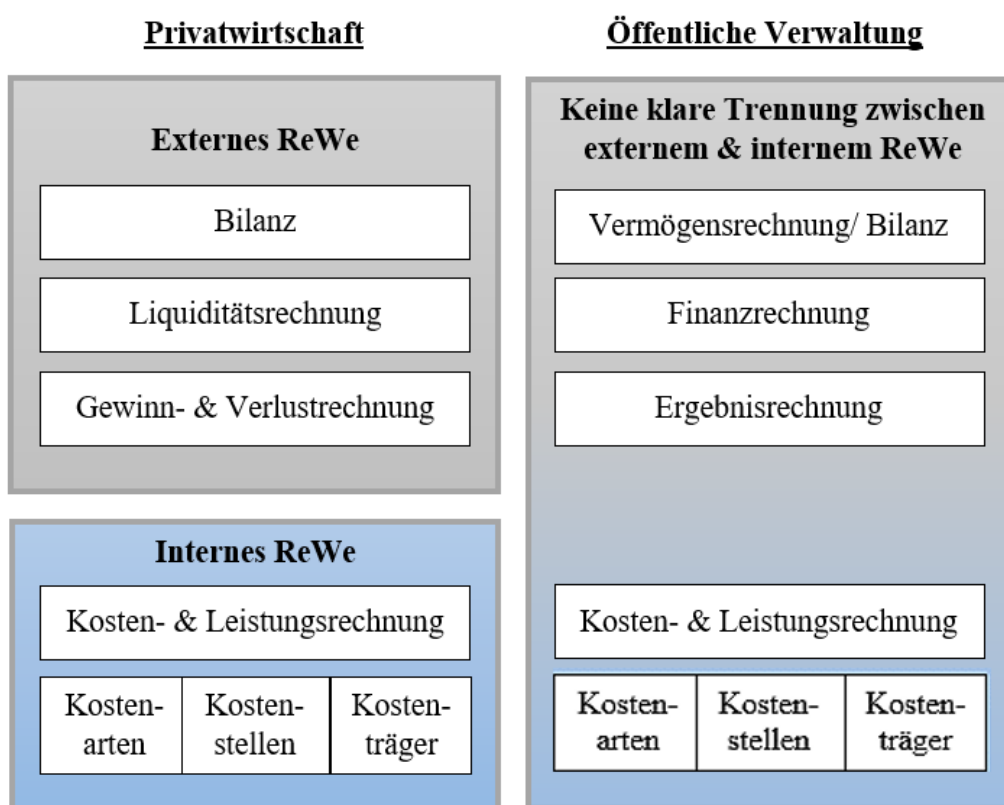 Privatwirtschaft
Externes ReWe
Bilanz
Liquiditätsrechnung
Gewinn- & Verlustrechnung
Internes ReWe
Kosten- & Leistungsrechnung
Kosten-
arten
Kosten-
stellen
Kosten-
träger
Öffentliche Verwaltung
Keine klare Trennung zwischen
externem & internem ReWe
Vermögensrechnung/ Bilanz
Finanzrechnung
Ergebnisrechnung
Kosten- & Leistungsrechnung
Kosten-
arten
Kosten-
stellen
Kosten-
träger